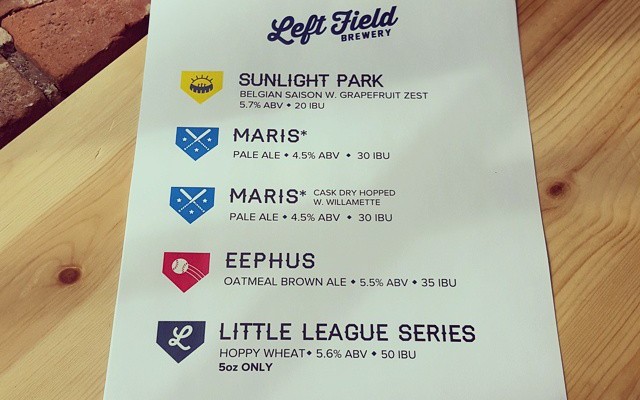 Left Field
BREWERY
SUNLIGHT PARK
BELGIAN SAISON W. GRAPEFRUIT ZEST
5.7% ABV ◆ 20 IBU
MARIS*
PALE ALE ◆ 4.5% ABV ◆ 30 IBU
MARIS* CASK DRY HOPPED
W. WILLAMETTE
PALE ALE ◆ 4.5% ABV ◆ 30 IBU
EEPHUS
OATMEAL BROWN ALE ◆ 5.5% ABV ◆ 35 IBU
L LITTLE LEAGUE SERIES
HOPPY WHEAT ◆ 5.6% ABV ◆ 50 IBU
5oz ONLY